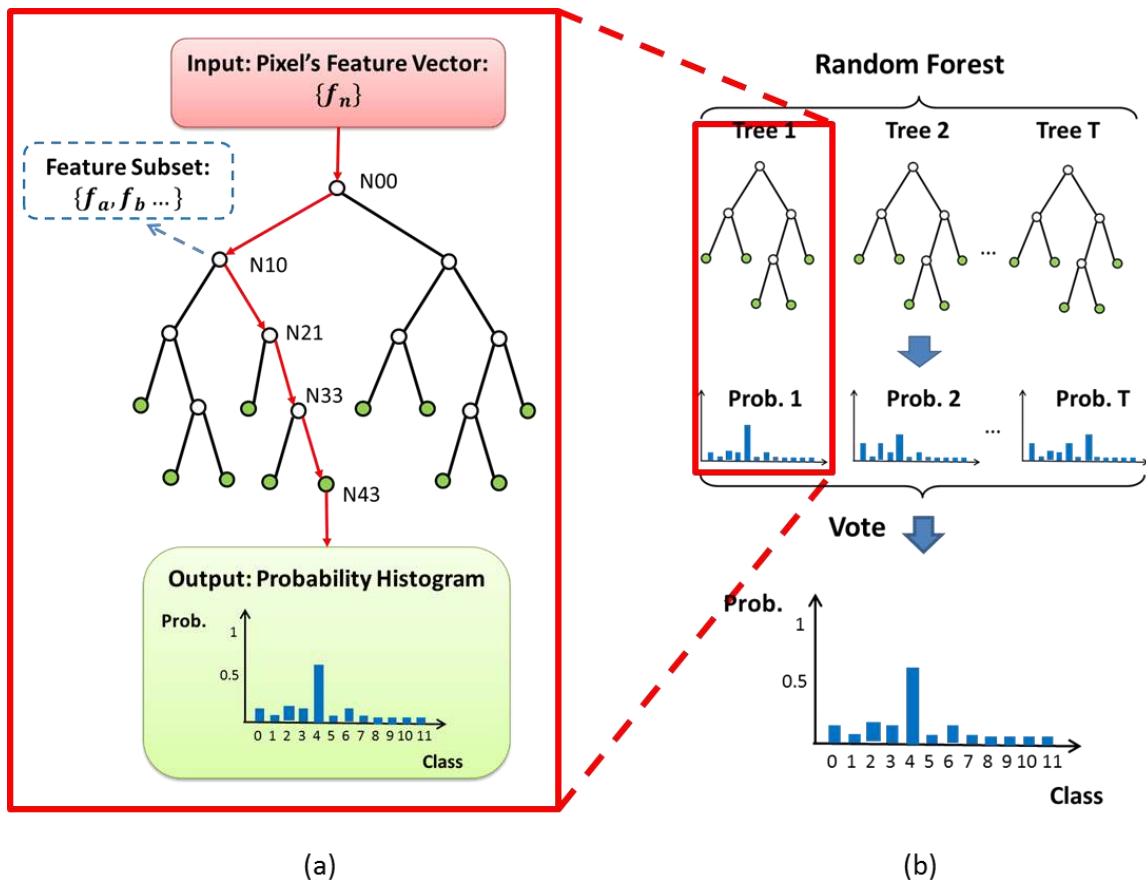 Input: Pixel's Feature Vector:
{f_n}
Feature Subset:
{f_a, f_b ...}
N00
N10
N21
N33
N43
Output: Probability Histogram
Prob.
1
0.5
0 1 2 3 4 5 6 7 8 9 10 11
Class
(a)
Random Forest
Tree 1 Tree 2 Tree T
...
Prob. 1 Prob. 2 Prob. T
...
Vote
Prob.
1
0.5
0 1 2 3 4 5 6 7 8 9 10 11
Class
(b)